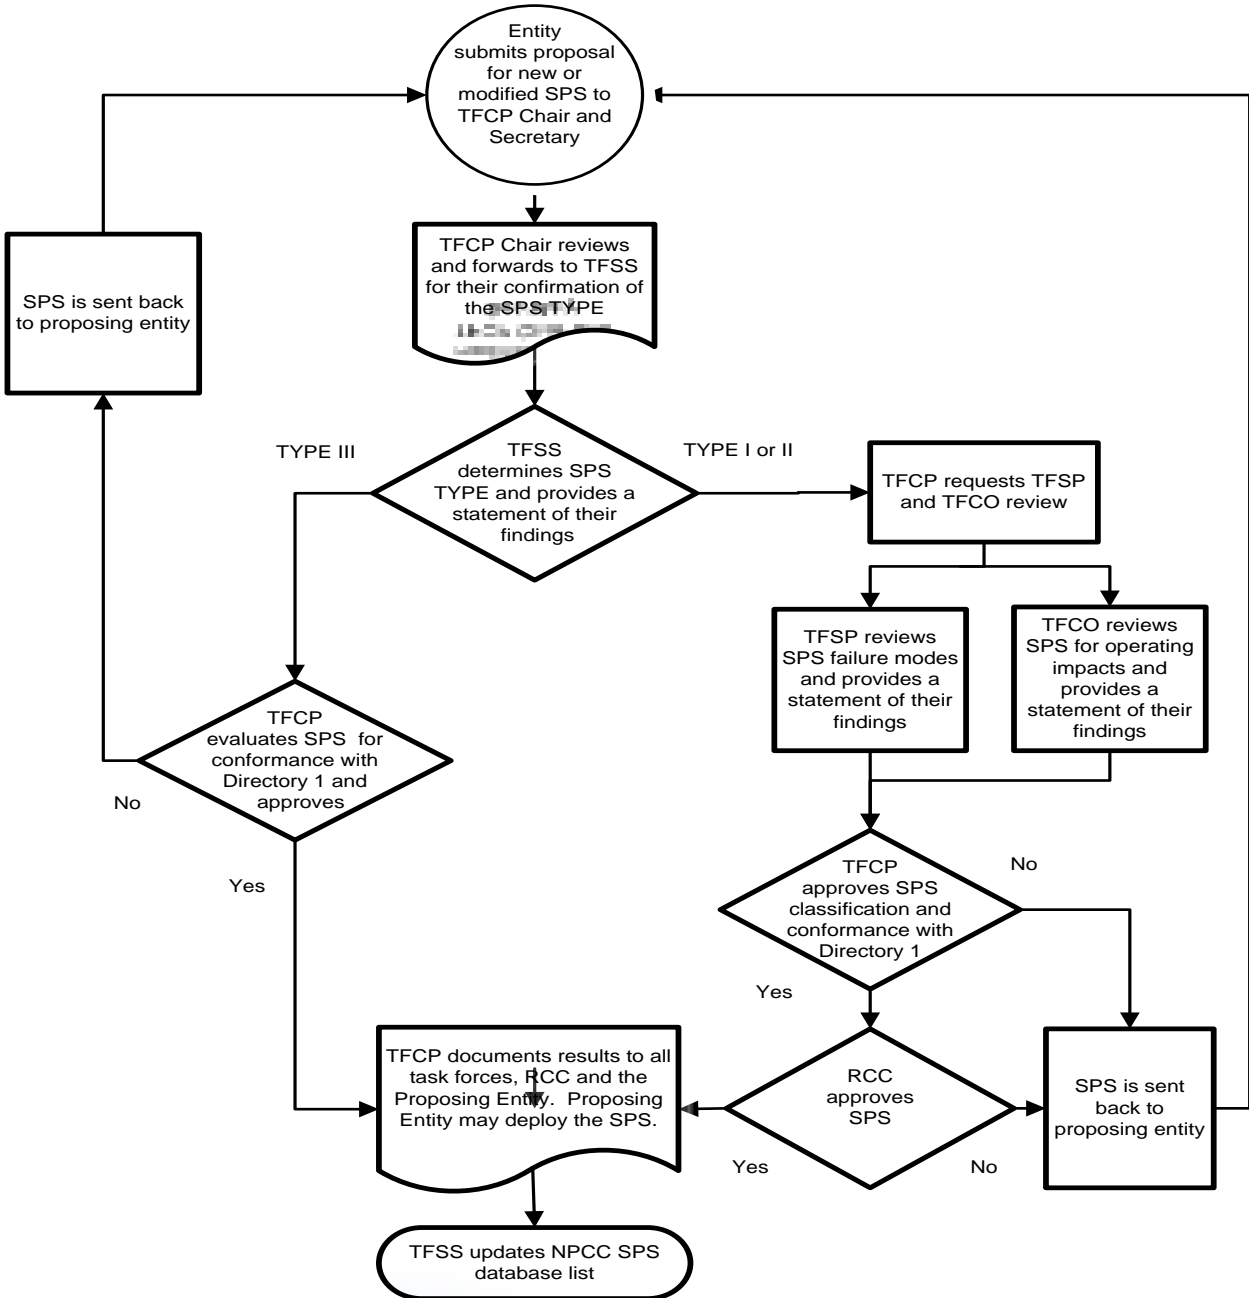 Entity
submits proposal
for new or
modified SPS to
TFCP Chair and
Secretary
TFCP Chair reviews
and forwards to TFSS
for their confirmation of
the SPS TYPE
SPS is sent back
to proposing entity
TYPE III
TFSS
determines SPS
TYPE and provides a
statement of their
findings
TYPE I or II
TFCP requests TFSP
and TFCO review
TFSP reviews
SPS failure modes
and provides a
statement of their
findings
TFCO reviews
SPS for operating
impacts and
provides a
statement of their
findings
TFCP
evaluates SPS for
conformance with
Directory 1 and
approves
No
Yes
TFCP
approves SPS
classification and
conformance with
Directory 1
No
Yes
TFCP documents results to all
task forces, RCC and the
Proposing Entity. Proposing
Entity may deploy the SPS.
RCC
approves
SPS
Yes
No
SPS is sent
back to
proposing entity
TFSS updates NPCC SPS
database list